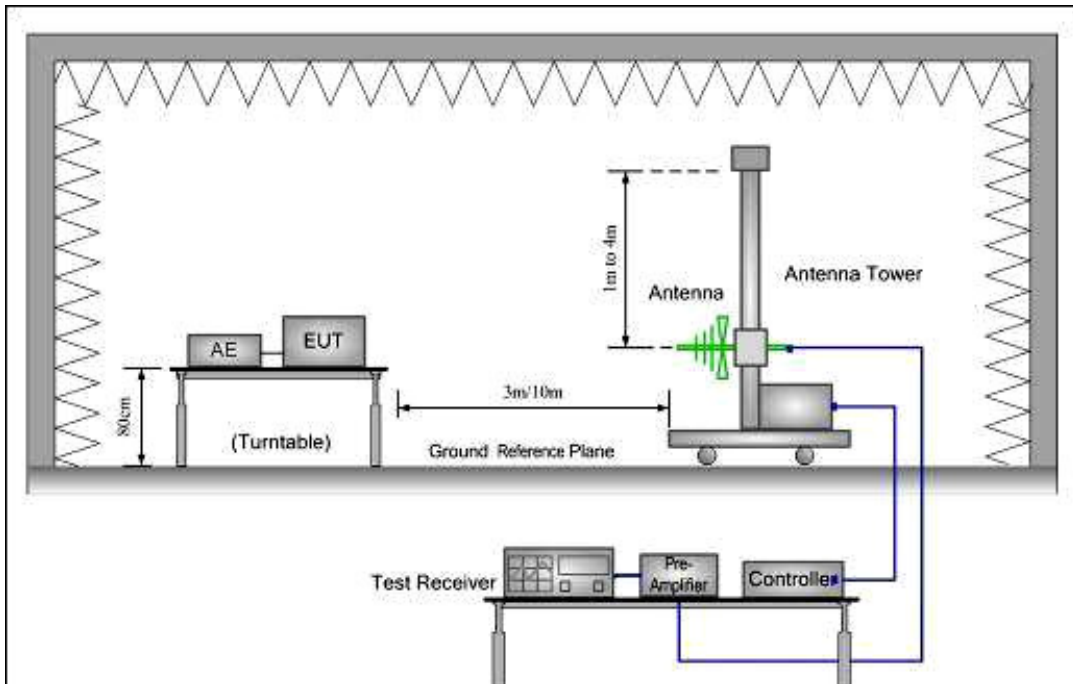 1m to 4m
Antenna
Antenna Tower
AE
EUT
80cm
3m/10m
(Turntable)
Ground Reference Plane
Test Receiver
Pre-
Amplifier
Controller